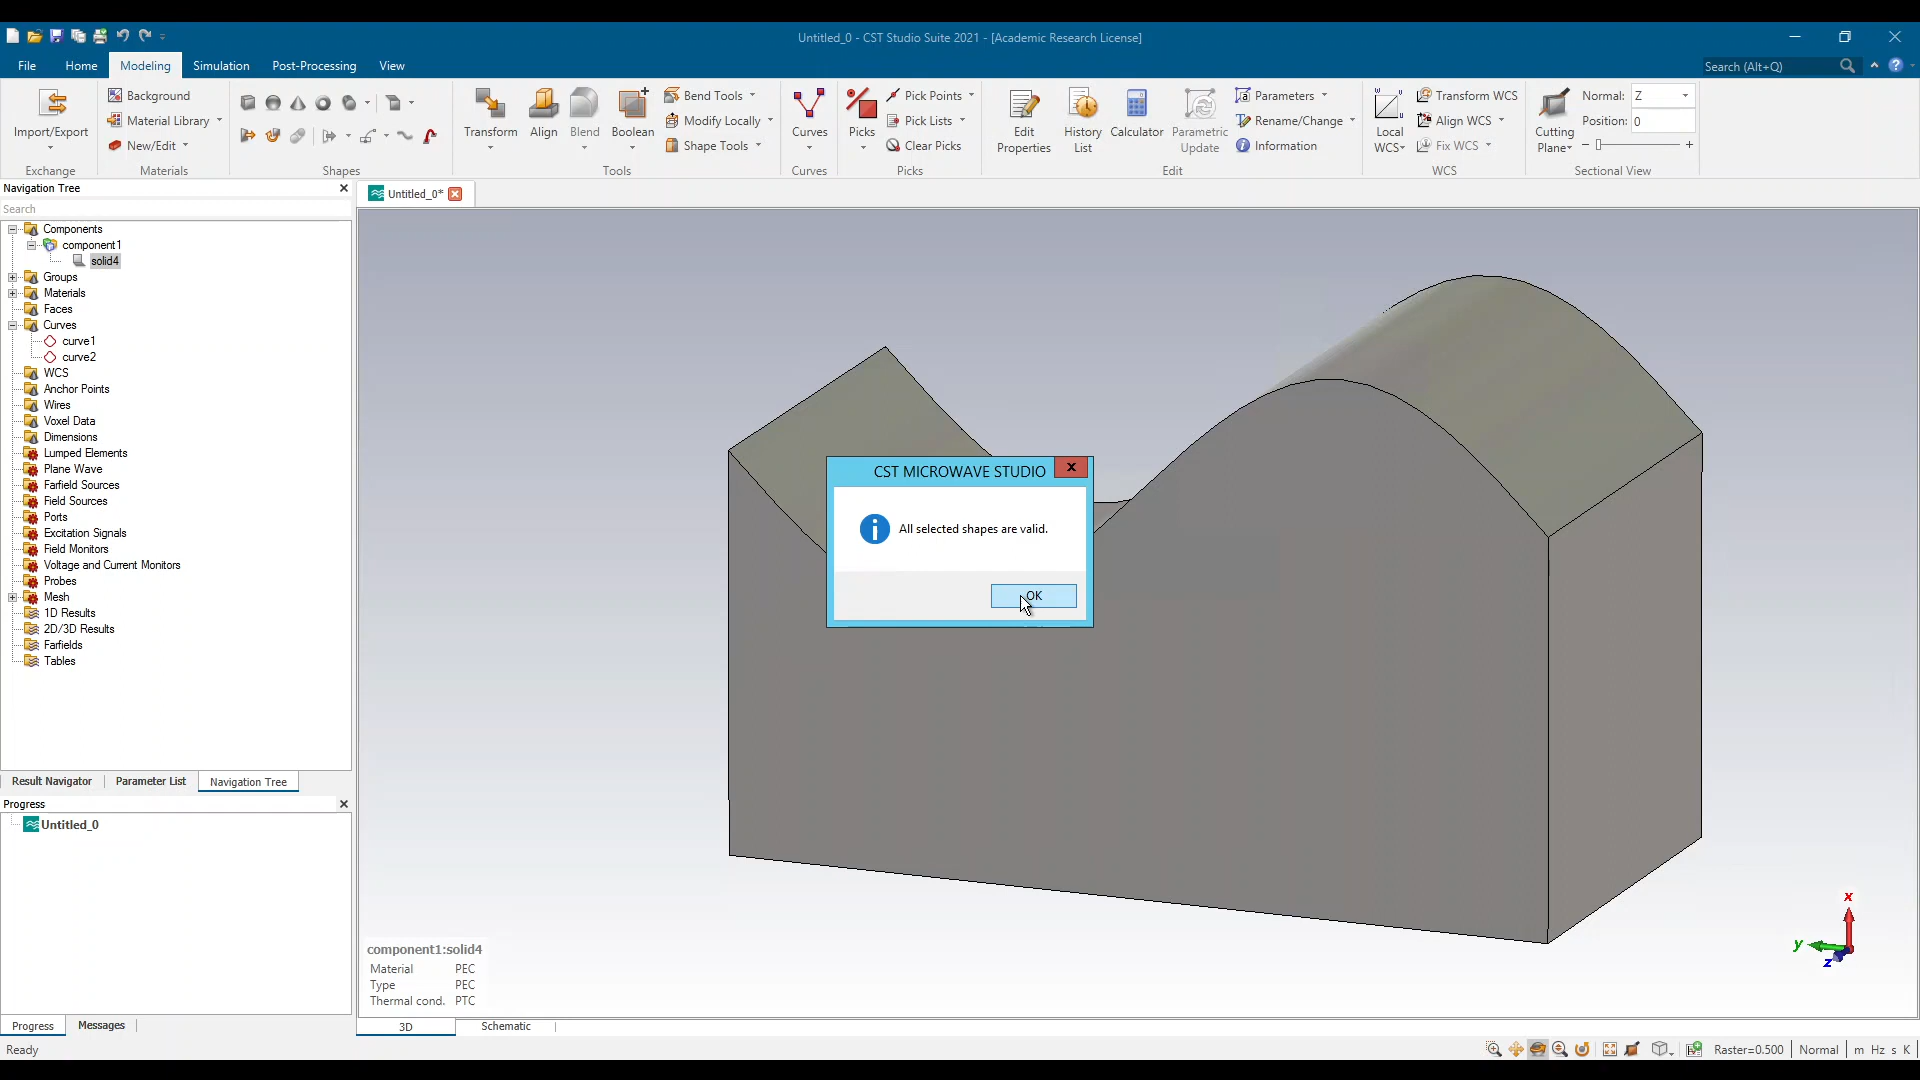 Untitled_0 - CST Studio Suite 2021 - [Academic Research License]
File Home Modeling Simulation Post-Processing View
Search (Alt+Q)
Import/Export
Exchange
Background
Material Library
New/Edit
Materials
Shapes
Transform
Align
Blend
Boolean
Bend Tools
Modify Locally
Shape Tools
Tools
Curves
Curves
Picks
Pick Points
Pick Lists
Clear Picks
Picks
Edit
Properties
History
List
Calculator
Parametric
Update
Parameters
Rename/Change
Information
Edit
Local
WCS
Transform WCS
Align WCS
Fix WCS
WCS
Cutting
Plane
Normal: Z
Position: 0
Sectional View
Navigation Tree
Search
Components
component1
solid4
Groups
Materials
Faces
Curves
curve1
curve2
WCS
Anchor Points
Wires
Voxel Data
Dimensions
Lumped Elements
Plane Wave
Farfield Sources
Field Sources
Ports
Excitation Signals
Field Monitors
Voltage and Current Monitors
Probes
Mesh
1D Results
2D/3D Results
Farfields
Tables
Result Navigator Parameter List Navigation Tree
Progress
Untitled_0
Progress Messages
Untitled_0*
CST MICROWAVE STUDIO
x
i
All selected shapes are valid.
OK
component1:solid4
Material PEC
Type PEC
Thermal cond. PTC
x
y
z
3D Schematic
Ready
Raster=0.500 Normal m Hz s K